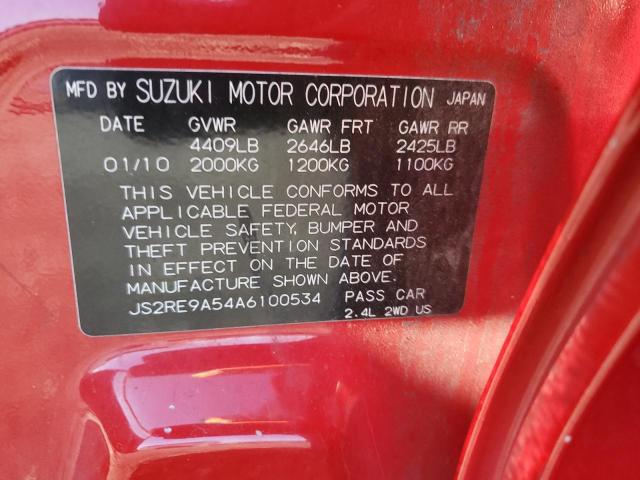 MFD BY SUZUKI MOTOR CORPORATION JAPAN
DATE GVWR GAWR FRT GAWR RR
4409LB 2646LB 2425LB
01/10 2000KG 1200KG 1100KG
THIS VEHICLE CONFORMS TO ALL
APPLICABLE FEDERAL MOTOR
VEHICLE SAFETY, BUMPER AND
THEFT PREVENTION STANDARDS
IN EFFECT ON THE DATE OF
MANUFACTURE SHOWN ABOVE.
JS2RE9A54A6100534 PASS CAR
2.4L 2WD US